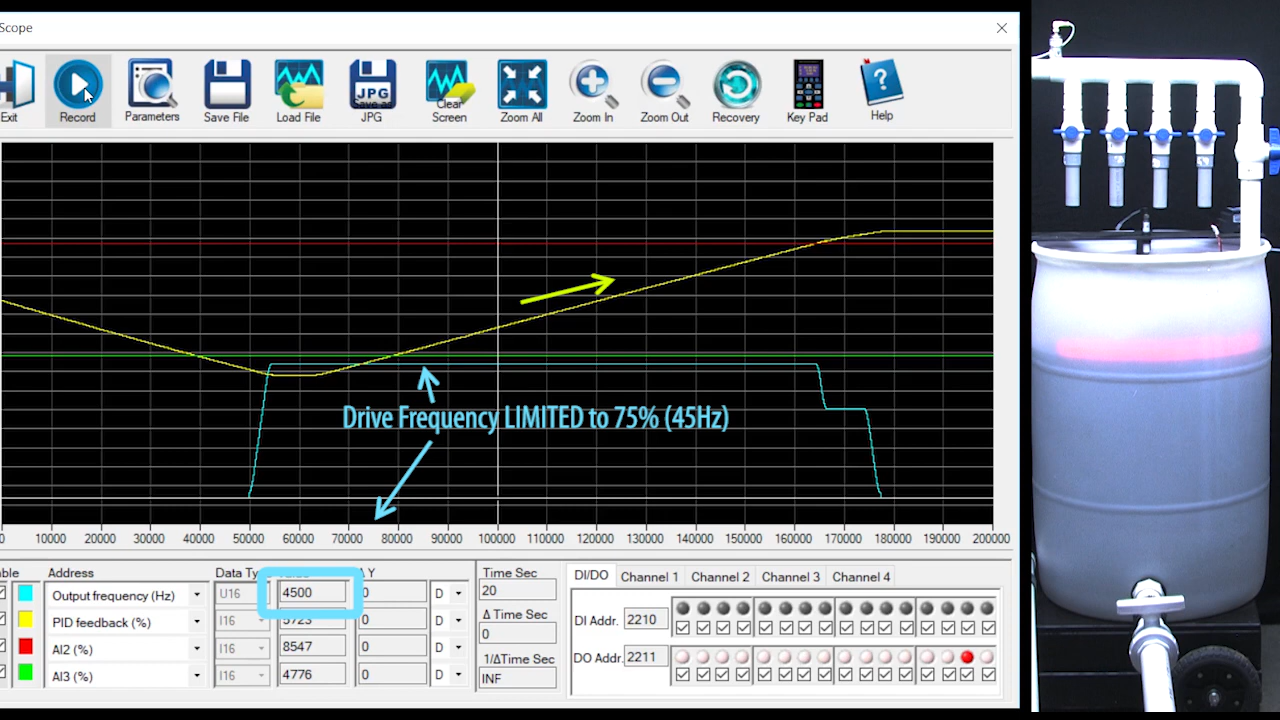 Scope
Exit
Record
Parameters
Save File
Load File
JPG
Save as
JPG
Clear
Screen
Zoom All
Zoom In
Zoom Out
Recovery
Key Pad
?
Help
Drive Frequency LIMITED to 75% (45Hz)
0 10000 20000 30000 40000 50000 60000 70000 80000 90000 100000 110000 120000 130000 140000 150000 160000 170000 180000 190000 200000
ble Address Data Ty Y
Output frequency (Hz) U16 4500 0 D
PID feedback (%) I16 5723 0 D
AI2 (%) I16 8547 0 D
AI3 (%) I16 4776 0 D
Time Sec
20
Δ Time Sec
0
1/ΔTime Sec
INF
DI/DO Channel 1 Channel 2 Channel 3 Channel 4
DI Addr. 2210
DO Addr. 2211